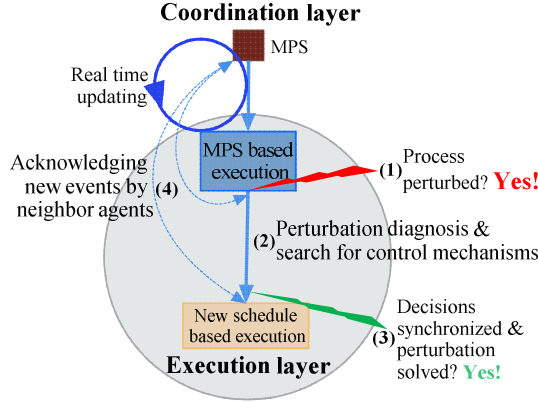 Coordination layer
MPS
Real time
updating
MPS based
execution
(1) Process
perturbed? Yes!
Acknowledging
new events by (4)
neighbor agents
(2) Perturbation diagnosis &
search for control mechanisms
New schedule
based execution
Decisions
synchronized &
(3) perturbation
solved? Yes!
Execution layer